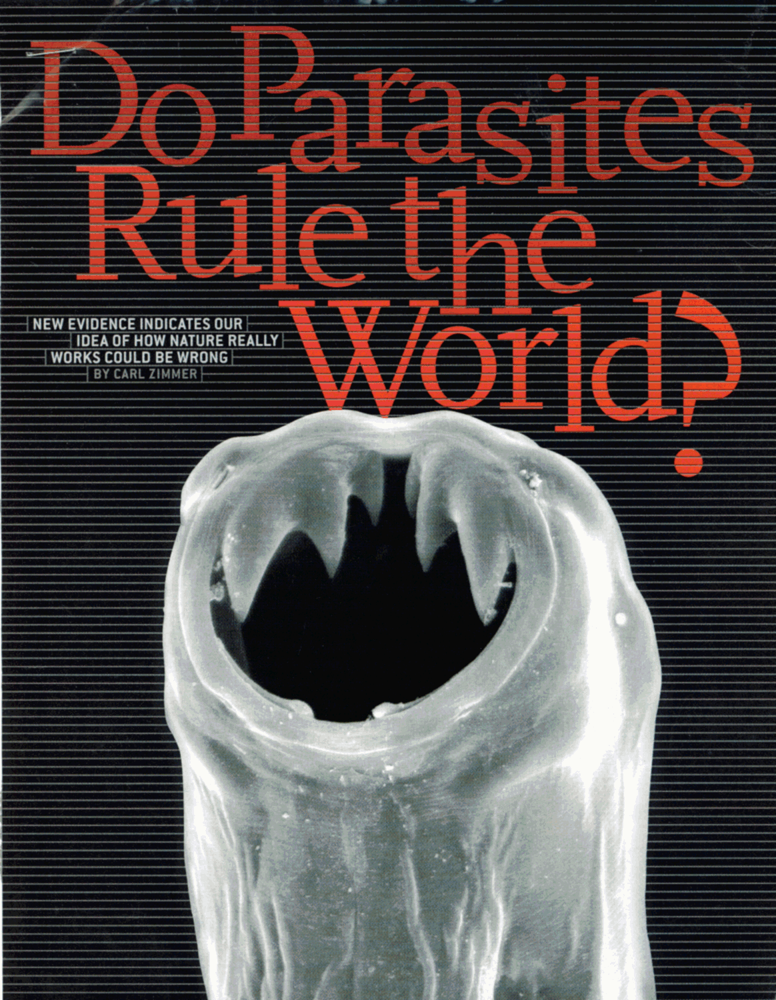 Do Parasites
Rule the
World?
NEW EVIDENCE INDICATES OUR
IDEA OF HOW NATURE REALLY
WORKS COULD BE WRONG
BY CARL ZIMMER